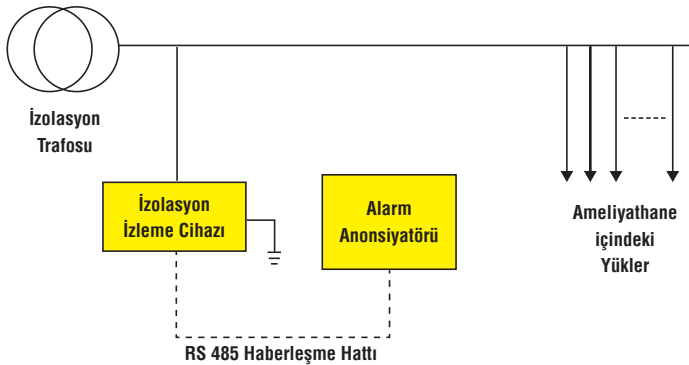 İzolasyon
Trafosu
İzolasyon
İzleme Cihazı
Alarm
Anonsiyatörü
Ameliyathane
içindeki
Yükler
RS 485 Haberleşme Hattı